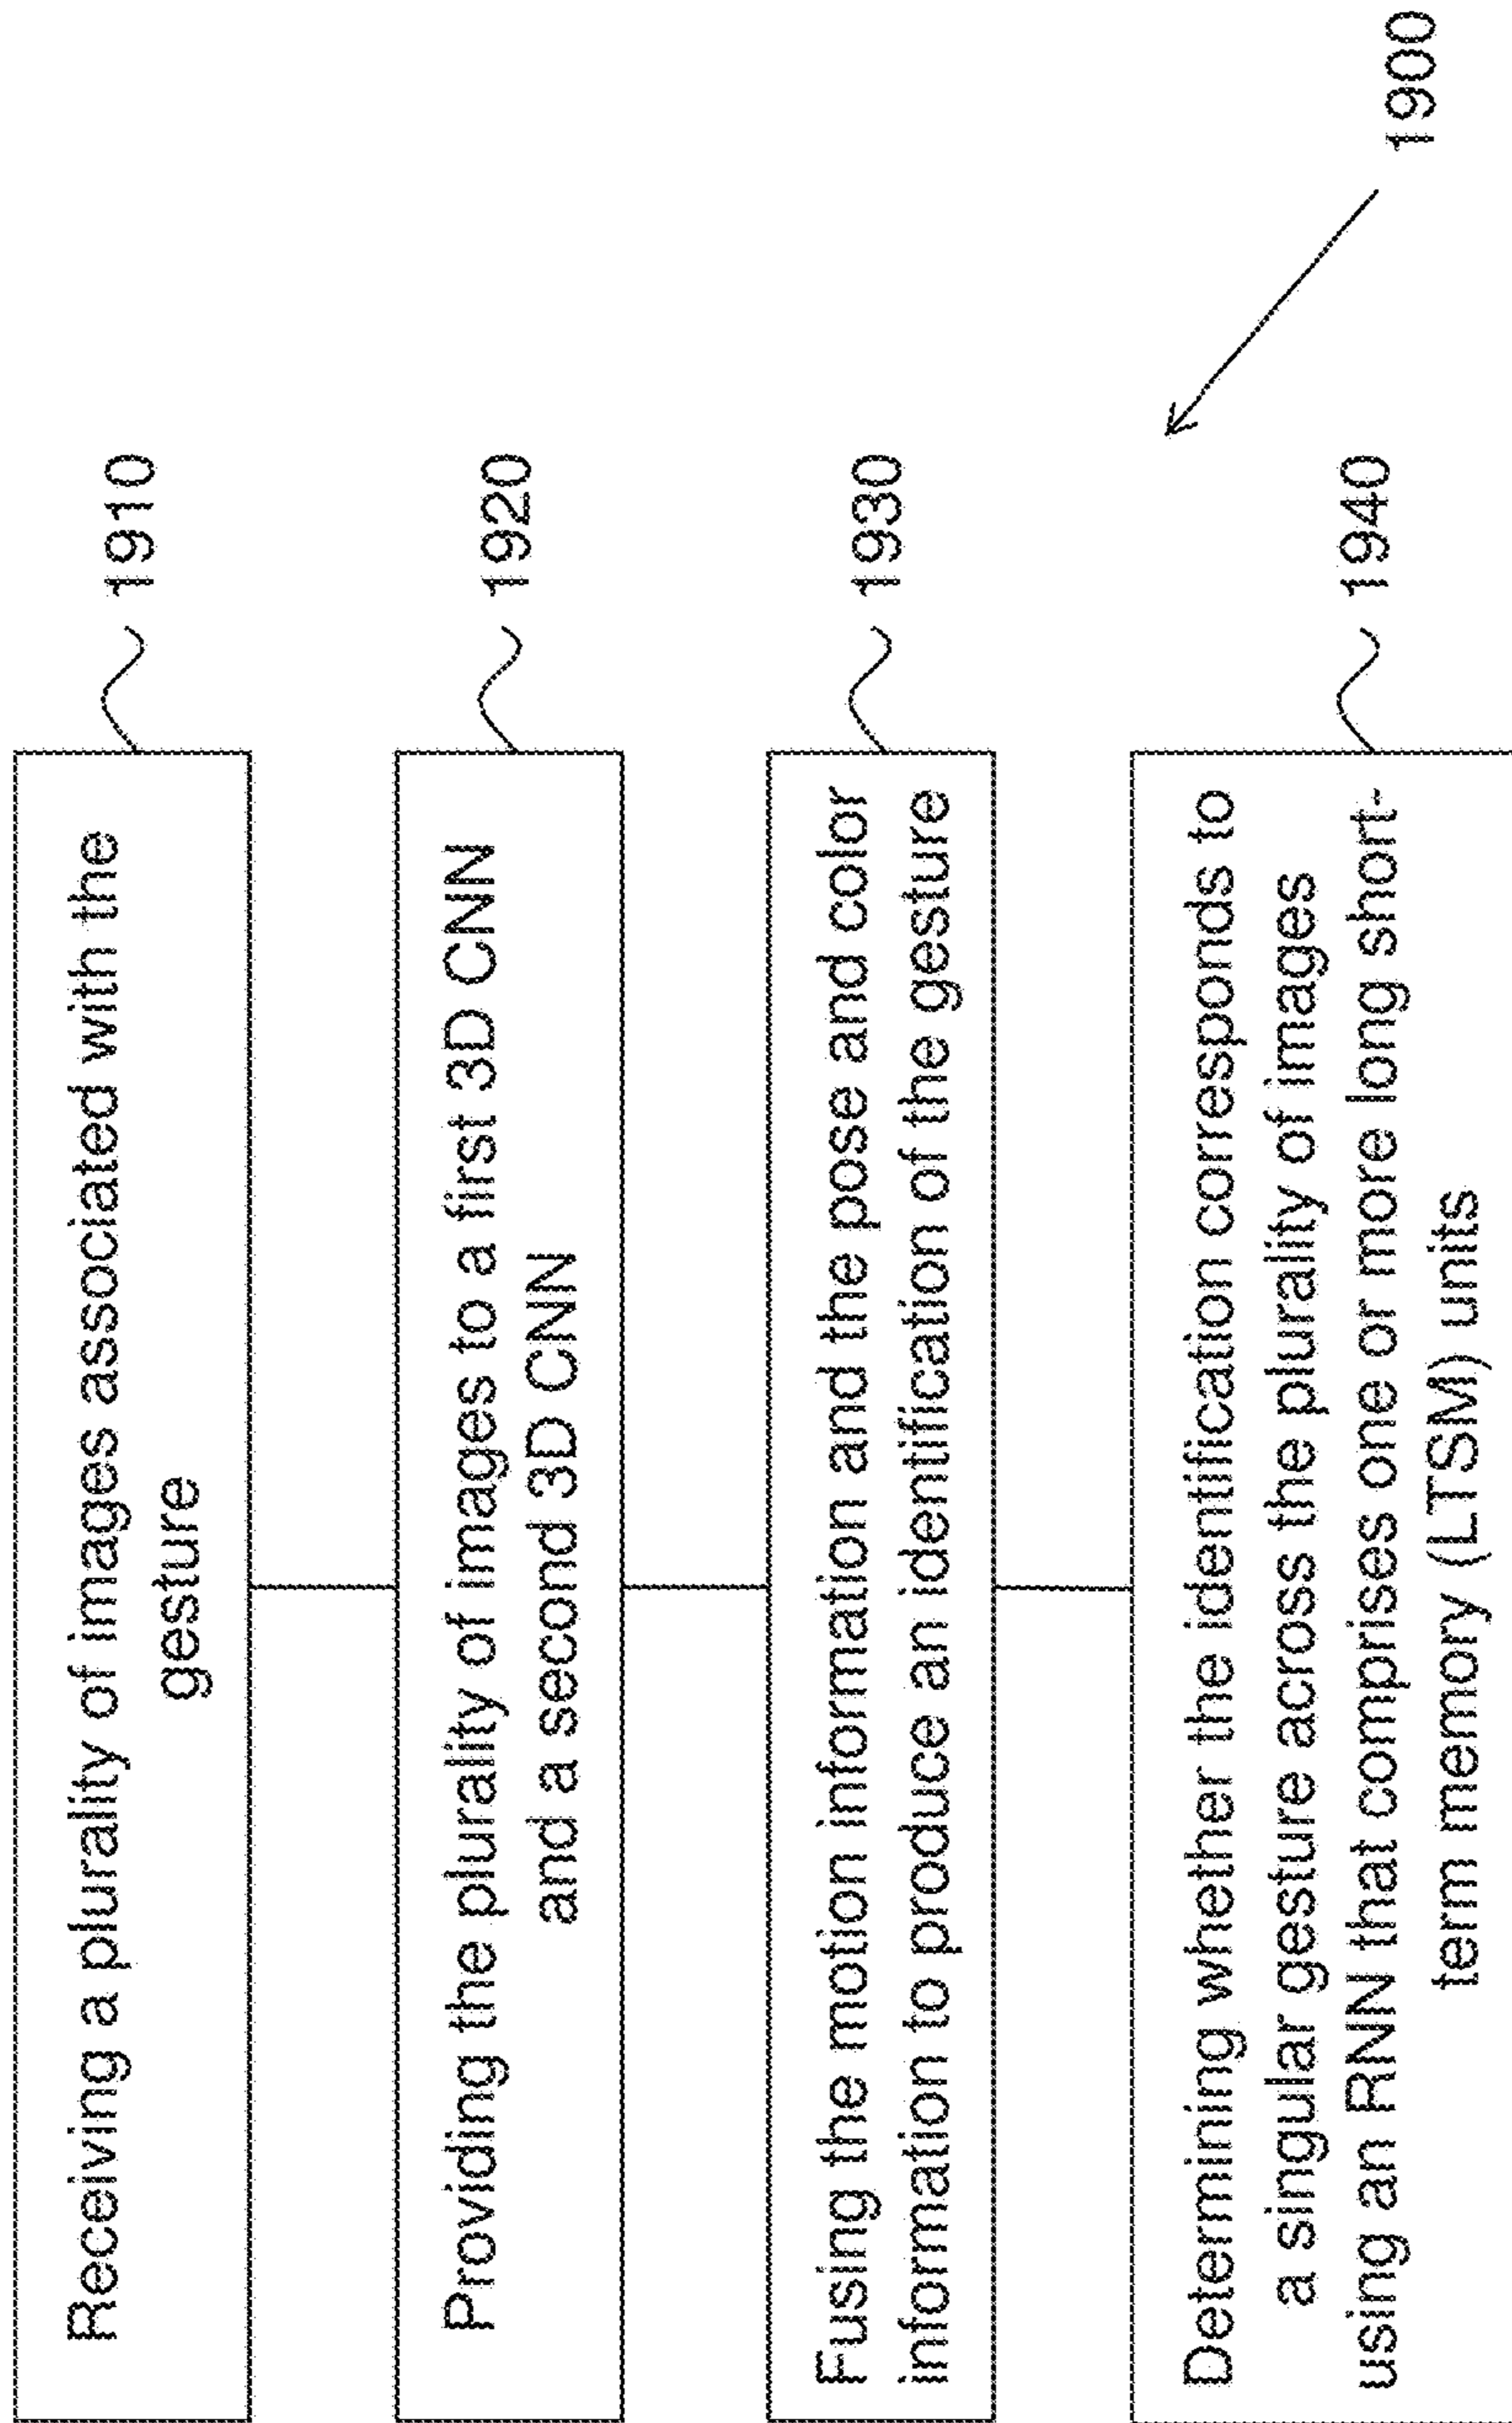 Receiving a plurality of images associated with the
gesture
1910
Providing the plurality of images to a first 3D CNN
and a second 3D CNN
1920
Fusing the motion information and the pose and color
information to produce an identification of the gesture
1930
Determining whether the identification corresponds to
a singular gesture across the plurality of images
using an RNN that comprises one or more long short-
term memory (LTSM) units
1940
1900